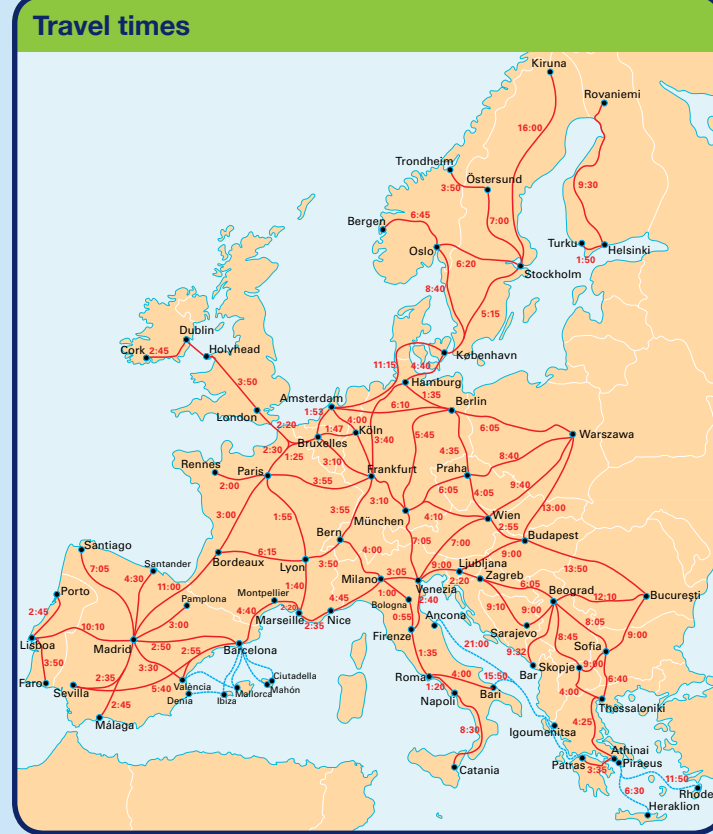 Travel times
Kiruna
Rovaniemi
16:00
Trondheim
Östersund
3:50
9:30
Bergen
6:45
7:00
Oslo
Turku
Helsinki
6:20
1:50
Stockholm
8:40
5:15
Dublin
Cork
2:45
Holyhead
København
11:15
4:40
3:50
Hamburg
Amsterdam
1:35
Berlin
London
1:53
6:10
2:20
4:00
6:05
1:47
Köln
Warszawa
Bruxelles
3:40
5:45
2:30
1:25
4:35
8:40
Rennes
Paris
3:10
Frankfurt
Praha
2:00
3:55
9:40
6:05
4:05
3:10
3:00
1:55
3:55
München
4:10
Wien
13:00
Bern
2:55
Budapest
Santiago
4:00
7:05
7:00
9:00
6:15
Bordeaux
Lyon
3:50
Santander
7:05
4:30
11:00
Milano
3:05
9:00
Ljubljana
13:50
Zagreb
2:20
Venezia
6:05
Porto
Pamplona
Montpellier
1:40
4:45
1:00
Bologna
2:40
Beograd
12:10
București
2:45
4:40
2:20
Marseille
2:35
Nice
0:55
Ancona
9:10
9:00
3:00
8:05
10:10
Firenze
Sarajevo
8:45
9:00
Lisboa
Madrid
2:50
2:55
Barcelona
21:00
Sofia
1:35
9:32
3:50
3:30
Bar
Skopje
9:00
6:40
Faro
2:35
Sevilla
5:40
València
Denia
Ibiza
Mallorca
Ciutadella
Mahón
Roma
4:00
15:50
1:20
Bari
4:00
Napoli
Thessaloniki
2:45
Málaga
4:25
8:30
Igoumenitsa
Athinai
Piraeus
Patras
3:35
Catania
11:50
6:30
Rhode
Heraklion